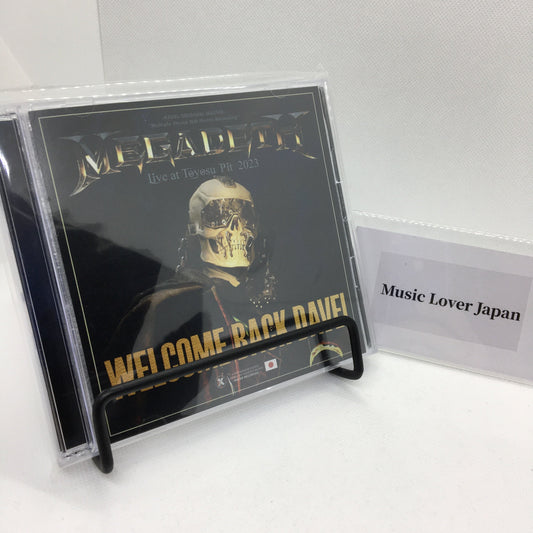 MEGADETH
Live at Toyosu Pit 2023
WELCOME BACK DAVE!
Music Lover Japan